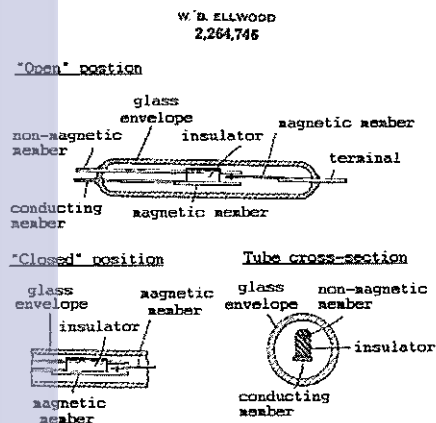 W. B. ELLWOOD
2,264,746
"Open" postion
glass
envelope
non-magnetic
member
insulator
magnetic member
terminal
conducting
member
magnetic member
"Closed" position
glass
envelope
magnetic
member
insulator
magnetic
member
Tube cross-section
glass
envelope
non-magnetic
member
insulator
conducting
member